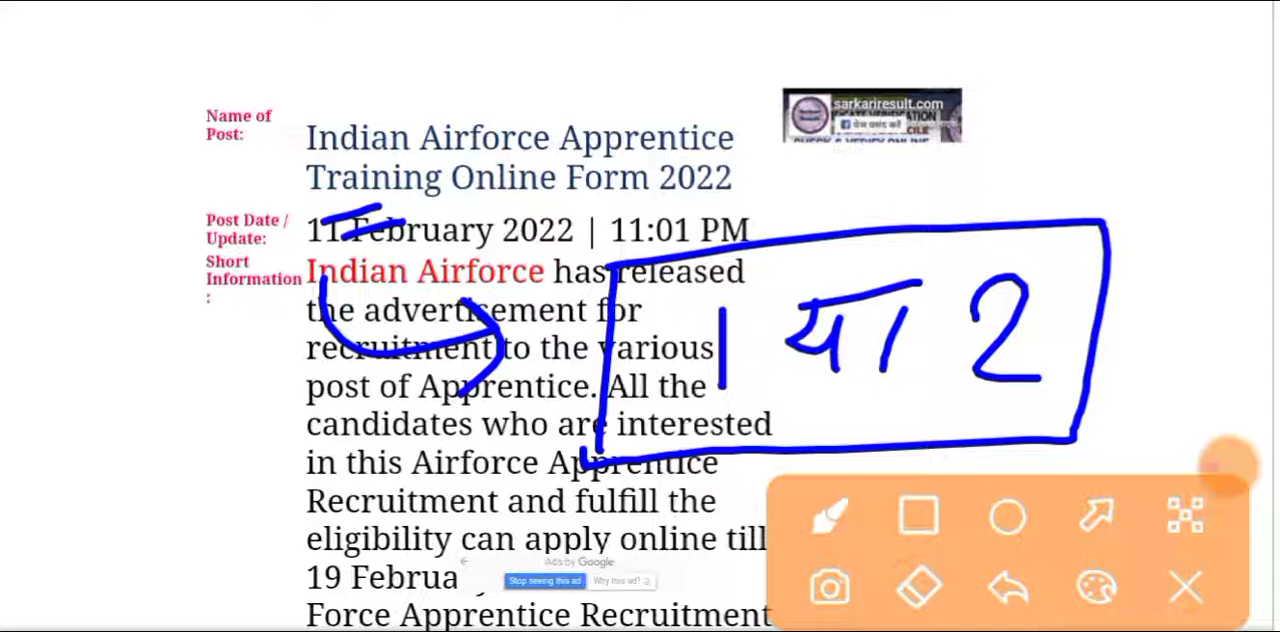 sarkariresult.com
Name of
Post:
Indian Airforce Apprentice
Training Online Form 2022
Post Date /
Update:
11 February 2022 | 11:01 PM
Short
Information
:
Indian Airforce has released
the advertisement for
recruitment to the various
post of Apprentice. All the
candidates who are interested
in this Airforce Apprentice
Recruitment and fulfill the
eligibility can apply online till
19 Februa
Force Apprentice Recruitment
1 या 2
Ads by Google
Stop seeing this ad
Why this ad?